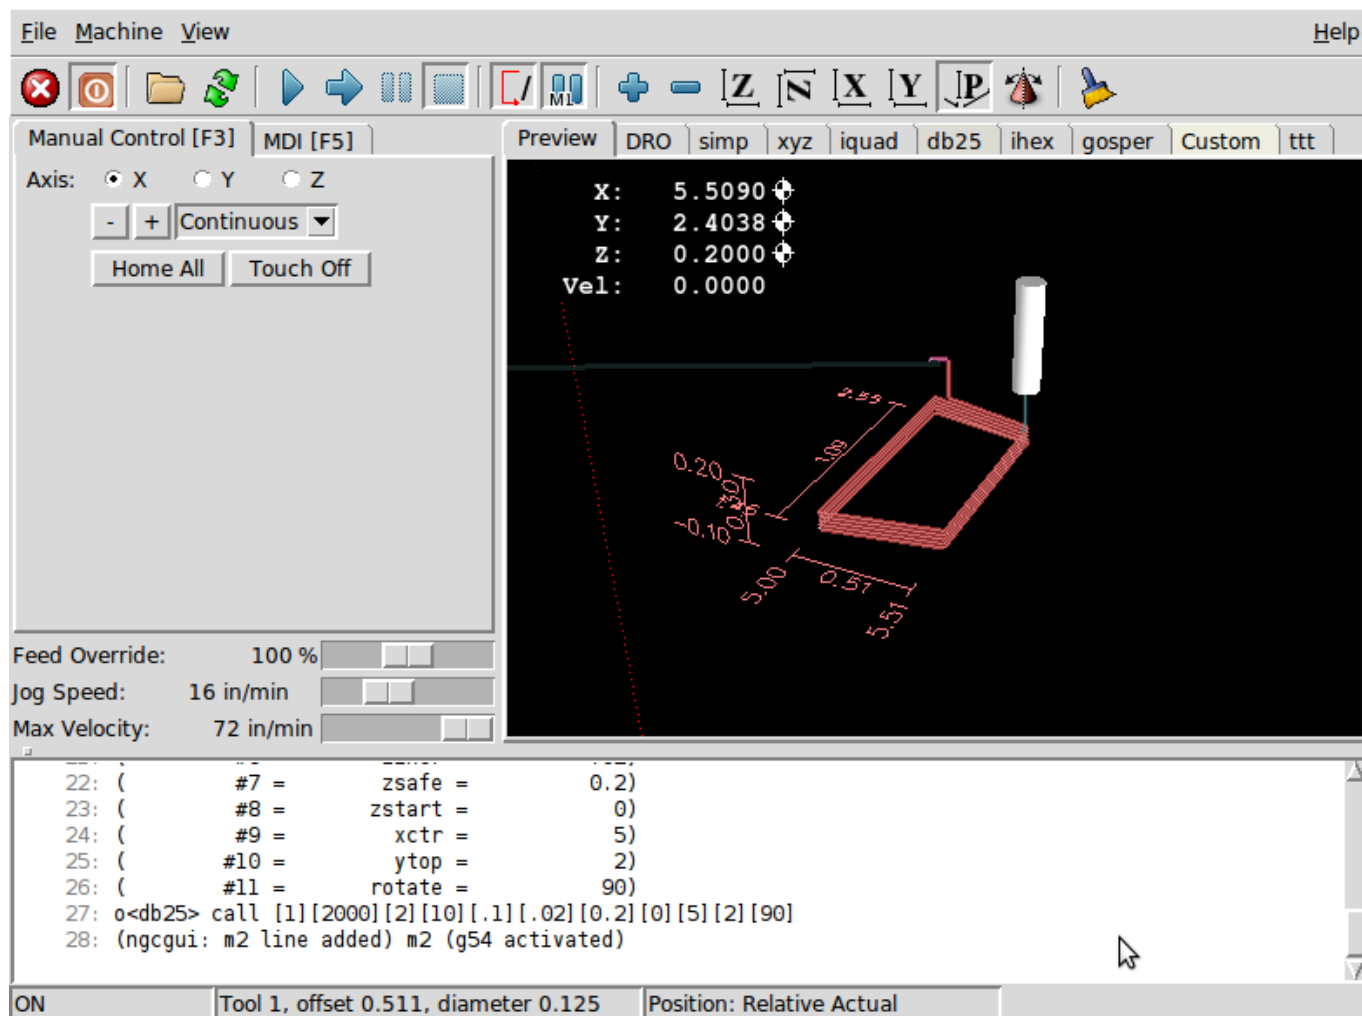 File Machine View Help
Z N X Y P
M1
Manual Control [F3] MDI [F5] Preview DRO simp xyz iquad db25 ihex gosper Custom ttt
Axis: X Y Z
- + Continuous
Home All Touch Off
X: 5.5090
Y: 2.4038
Z: 0.2000
Vel: 0.0000
2.55
1.09
0.20
-0.10
5.00
0.51
5.51
Feed Override: 100 %
Jog Speed: 16 in/min
Max Velocity: 72 in/min
22: ( #7 = zsafe = 0.2)
23: ( #8 = zstart = 0)
24: ( #9 = xctr = 5)
25: ( #10 = ytop = 2)
26: ( #11 = rotate = 90)
27: o<db25> call [1][2000][2][10][.1][.02][0.2][0][5][2][90]
28: (ngcgui: m2 line added) m2 (g54 activated)
ON Tool 1, offset 0.511, diameter 0.125 Position: Relative Actual